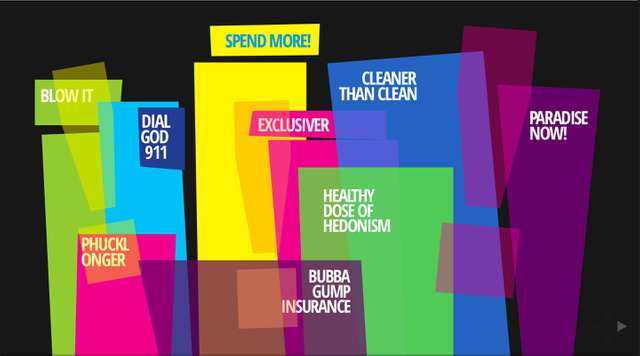 SPEND MORE!
BLOW IT
DIAL
GOD
911
EXCLUSIVER
CLEANER
THAN CLEAN
PARADISE
NOW!
HEALTHY
DOSE OF
HEDONISM
PHUCKL
ONGER
BUBBA
GUMP
INSURANCE